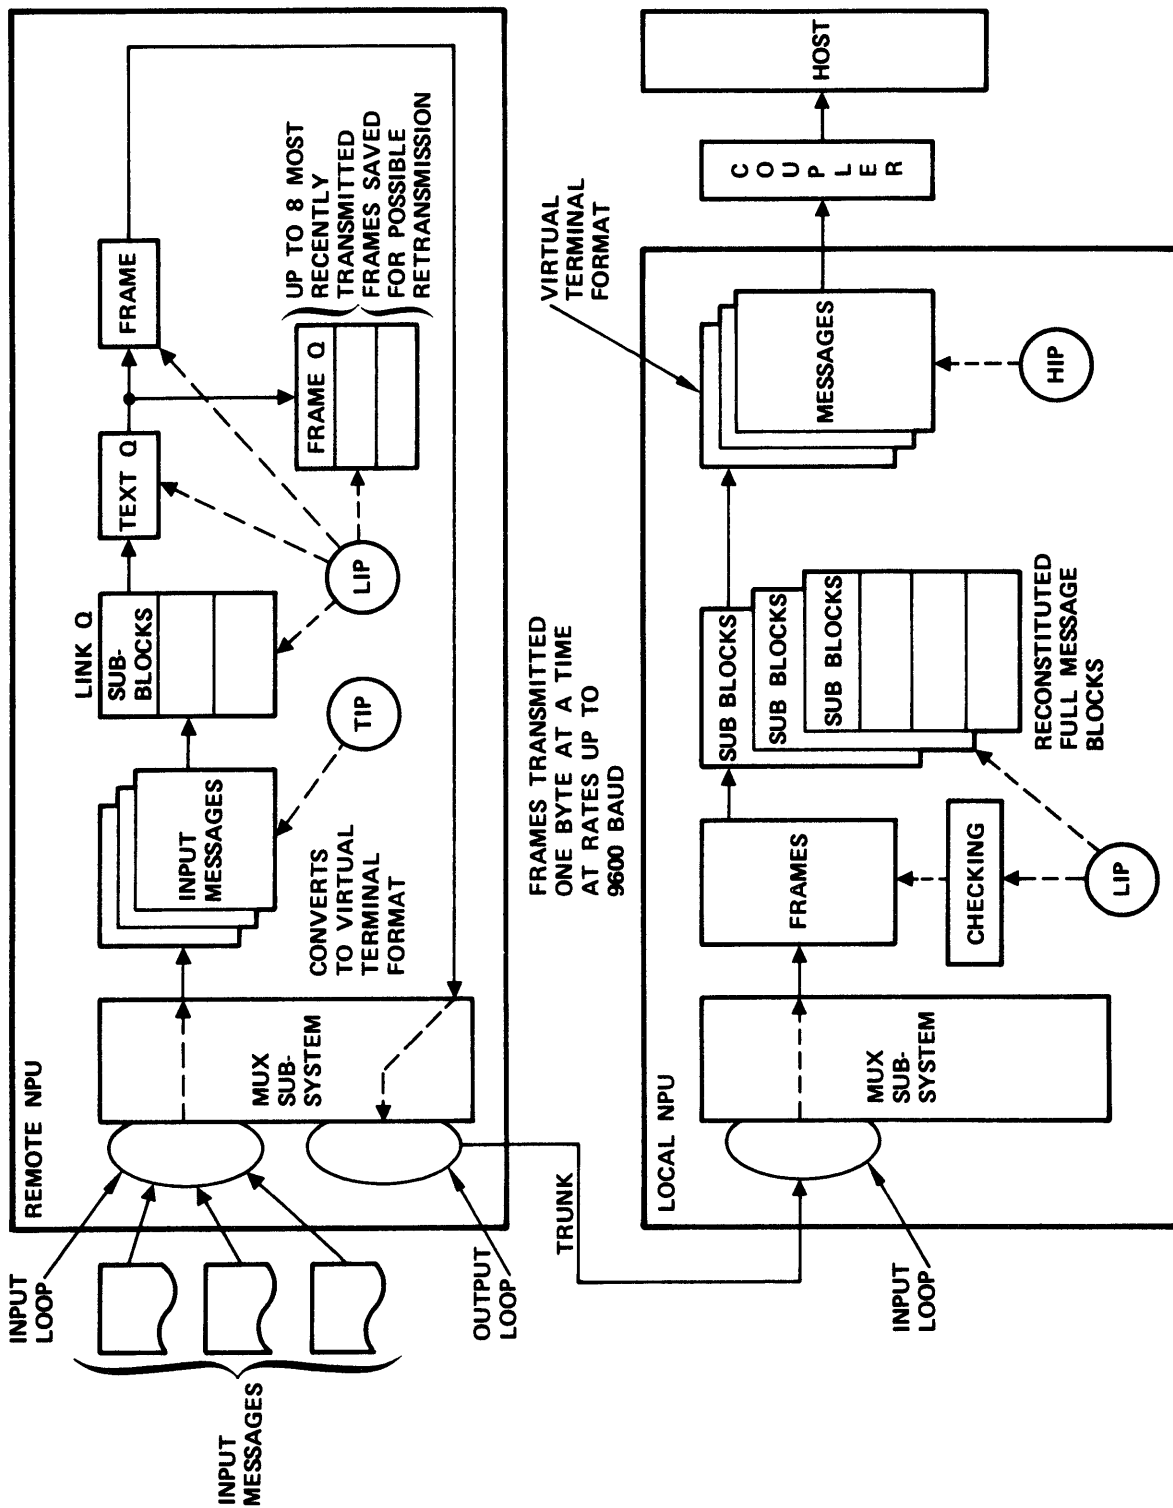 REMOTE NPU
INPUT
LOOP
INPUT
MESSAGES
OUTPUT
LOOP
MUX
SUB-
SYSTEM
INPUT
MESSAGES
CONVERTS
TO VIRTUAL
TERMINAL
FORMAT
TIP
LINK Q
SUB-
BLOCKS
LIP
TEXT Q
FRAME
FRAME Q
UP TO 8 MOST
RECENTLY
TRANSMITTED
FRAMES SAVED
FOR POSSIBLE
RETRANSMISSION
TRUNK
FRAMES TRANSMITTED
ONE BYTE AT A TIME
AT RATES UP TO
9600 BAUD
LOCAL NPU
INPUT
LOOP
MUX
SUB-
SYSTEM
FRAMES
CHECKING
LIP
SUB BLOCKS
SUB BLOCKS
SUB BLOCKS
RECONSTITUTED
FULL MESSAGE
BLOCKS
VIRTUAL
TERMINAL
FORMAT
MESSAGES
HIP
COUPLER
HOST